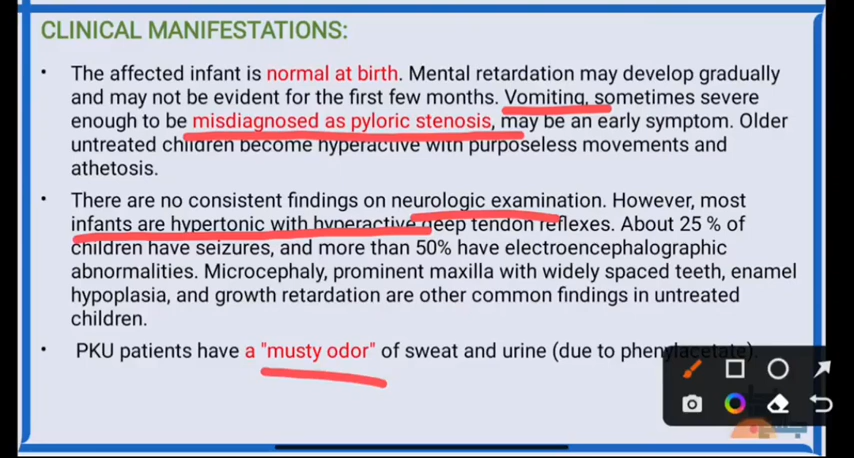 CLINICAL MANIFESTATIONS:
• The affected infant is normal at birth. Mental retardation may develop gradually
and may not be evident for the first few months. Vomiting, sometimes severe
enough to be misdiagnosed as pyloric stenosis, may be an early symptom. Older
untreated children become hyperactive with purposeless movements and
athetosis.
• There are no consistent findings on neurologic examination. However, most
infants are hypertonic with hyperactive deep tendon reflexes. About 25 % of
children have seizures, and more than 50% have electroencephalographic
abnormalities. Microcephaly, prominent maxilla with widely spaced teeth, enamel
hypoplasia, and growth retardation are other common findings in untreated
children.
• PKU patients have a "musty odor" of sweat and urine (due to phenylacetate).